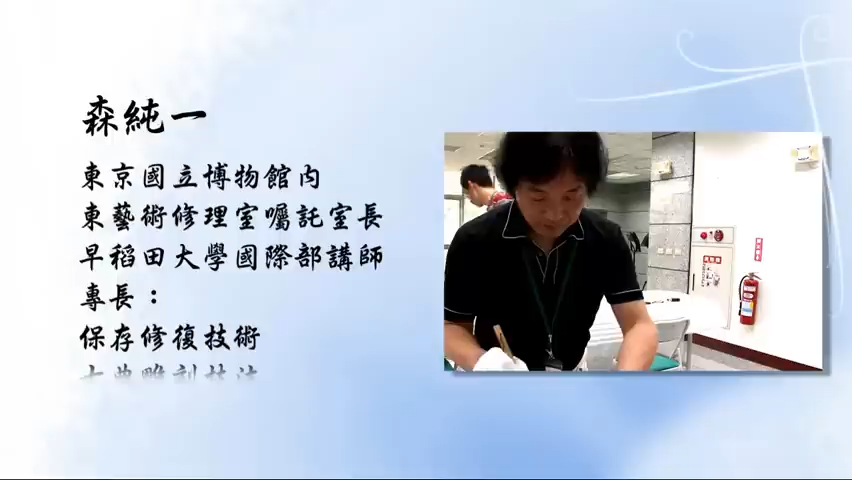 森純一
東京國立博物館內
東藝術修理室囑託室長
早稻田大學國際部講師
專長：
保存修復技術